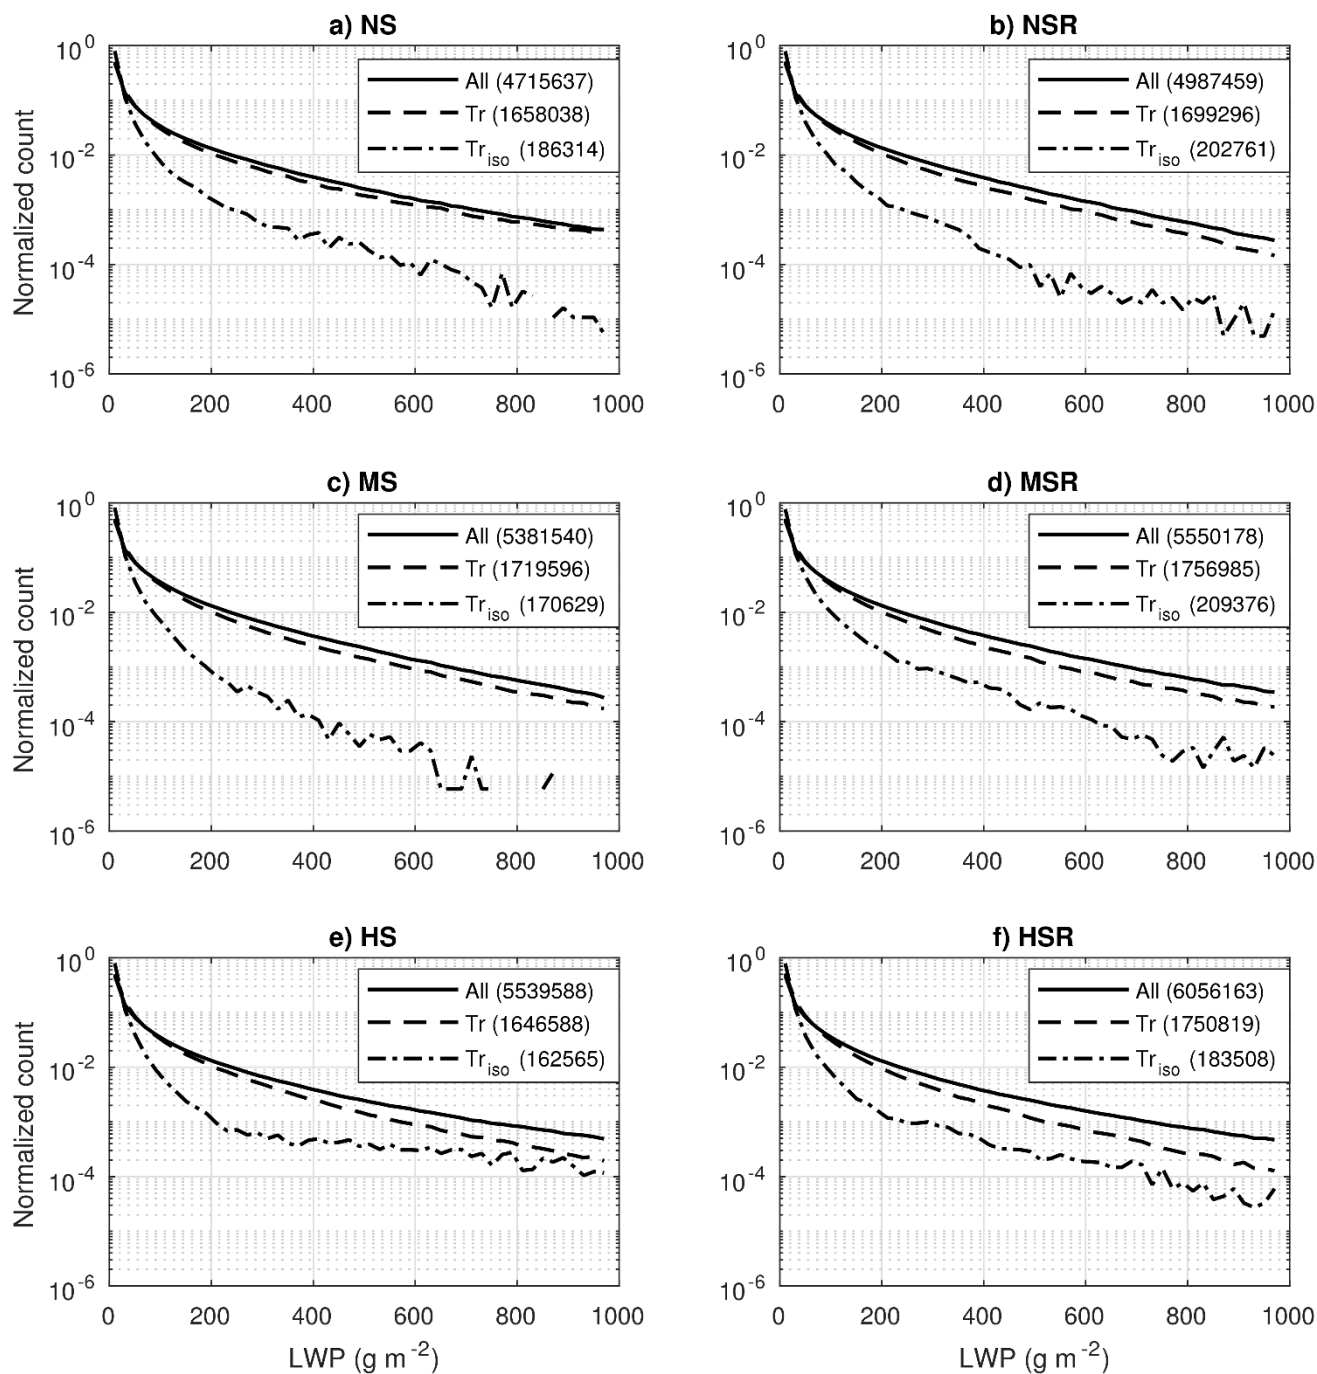 a) NS
Normalized count
10^0
10^-2
10^-4
10^-6
0 200 400 600 800 1000
All (4715637)
Tr (1658038)
Tr_iso (186314)
b) NSR
10^0
10^-2
10^-4
10^-6
0 200 400 600 800 1000
All (4987459)
Tr (1699296)
Tr_iso (202761)
c) MS
Normalized count
10^0
10^-2
10^-4
10^-6
0 200 400 600 800 1000
All (5381540)
Tr (1719596)
Tr_iso (170629)
d) MSR
10^0
10^-2
10^-4
10^-6
0 200 400 600 800 1000
All (5550178)
Tr (1756985)
Tr_iso (209376)
e) HS
Normalized count
10^0
10^-2
10^-4
10^-6
0 200 400 600 800 1000
LWP (g m^-2)
All (5539588)
Tr (1646588)
Tr_iso (162565)
f) HSR
10^0
10^-2
10^-4
10^-6
0 200 400 600 800 1000
LWP (g m^-2)
All (6056163)
Tr (1750819)
Tr_iso (183508)